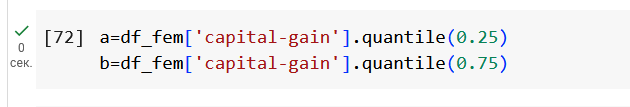 [72] a=df_fem['capital-gain'].quantile(0.25)
0 b=df_fem['capital-gain'].quantile(0.75)
сек.